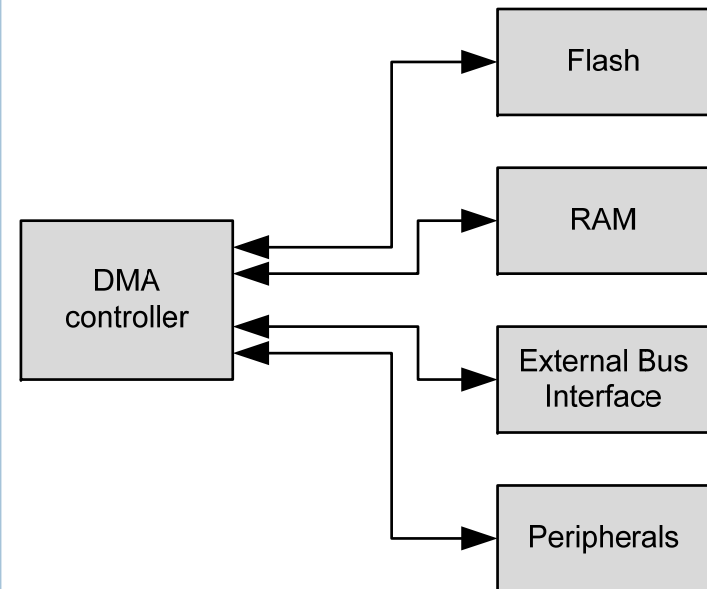 Flash
RAM
DMA
controller
External Bus
Interface
Peripherals